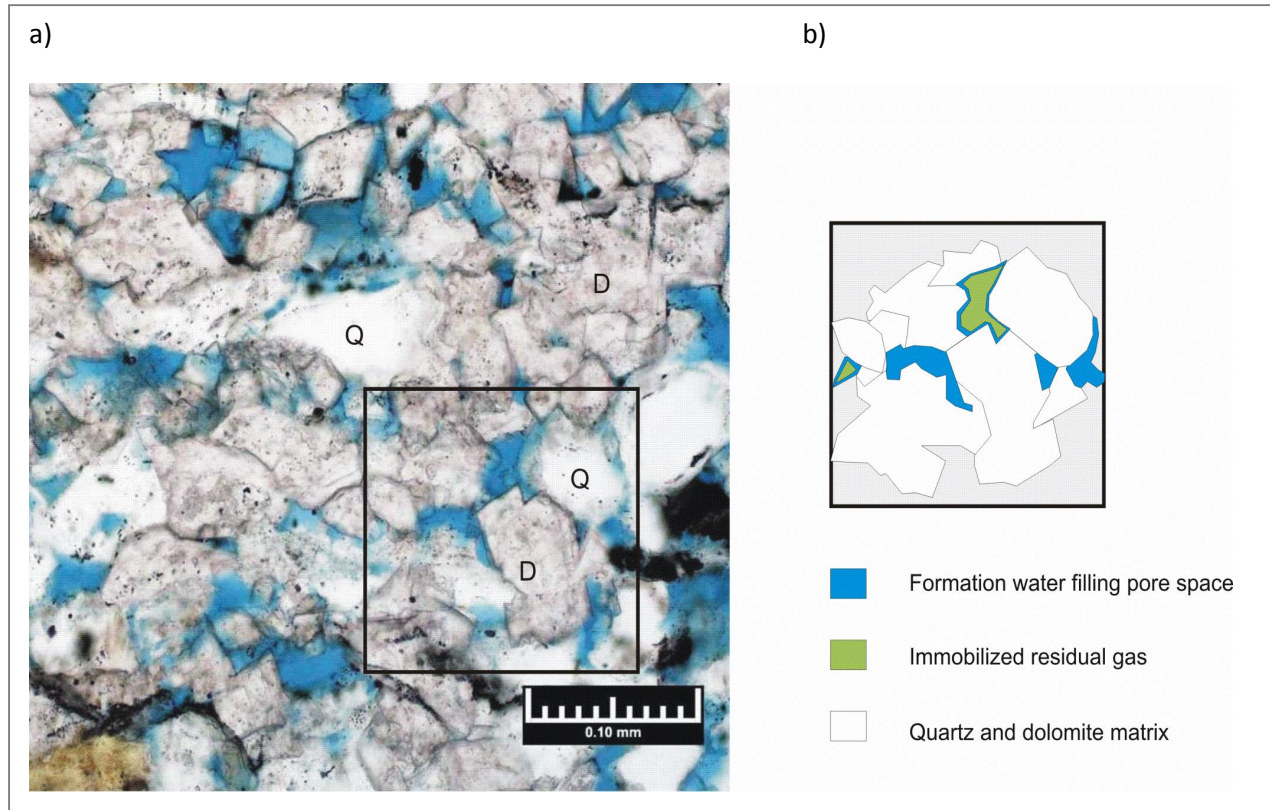 a)
b)
D
Q
Q
D
0.10 mm
Formation water filling pore space
Immobilized residual gas
Quartz and dolomite matrix